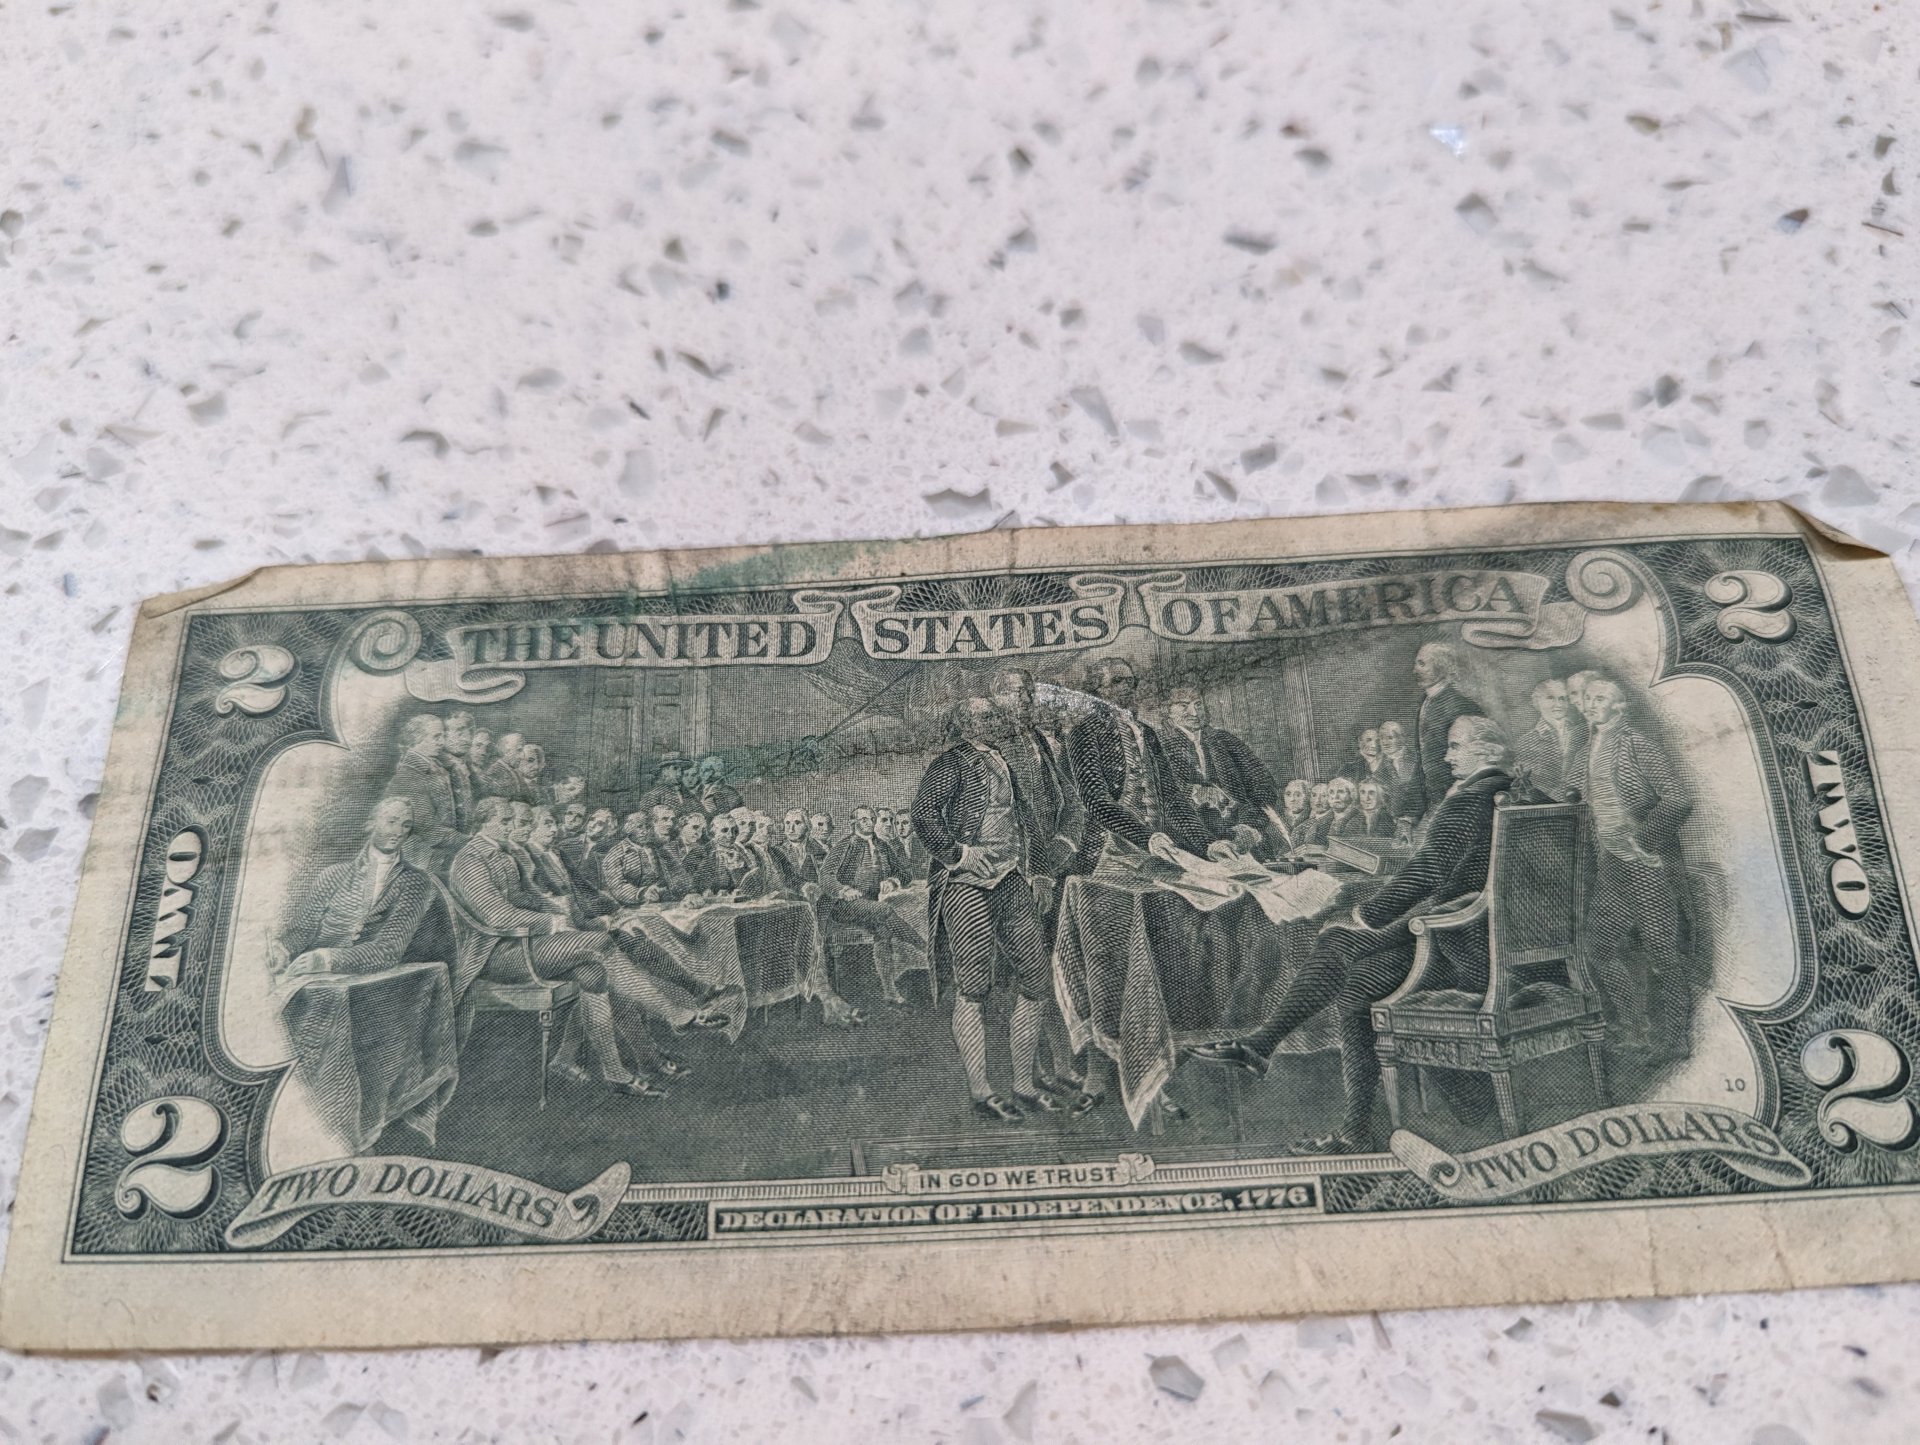 THE UNITED STATES OF AMERICA
2 2
TWO TWO
10
2 2
TWO DOLLARS IN GOD WE TRUST TWO DOLLARS
DECLARATION OF INDEPENDENCE, 1776